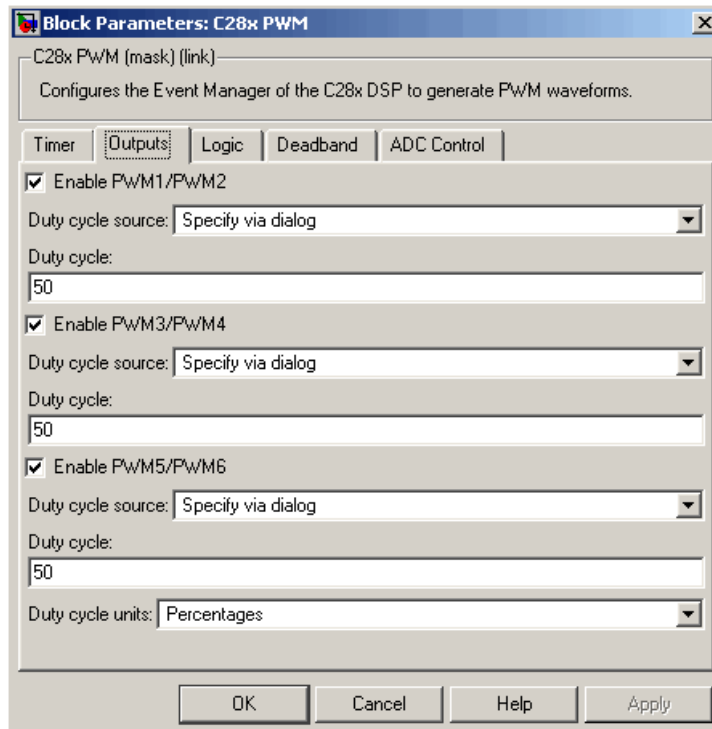 Block Parameters: C28x PWM
C28x PWM (mask) (link)
Configures the Event Manager of the C28x DSP to generate PWM waveforms.
Timer Outputs Logic Deadband ADC Control
Enable PWM1/PWM2
Duty cycle source: Specify via dialog
Duty cycle:
50
Enable PWM3/PWM4
Duty cycle source: Specify via dialog
Duty cycle:
50
Enable PWM5/PWM6
Duty cycle source: Specify via dialog
Duty cycle:
50
Duty cycle units: Percentages
OK Cancel Help Apply